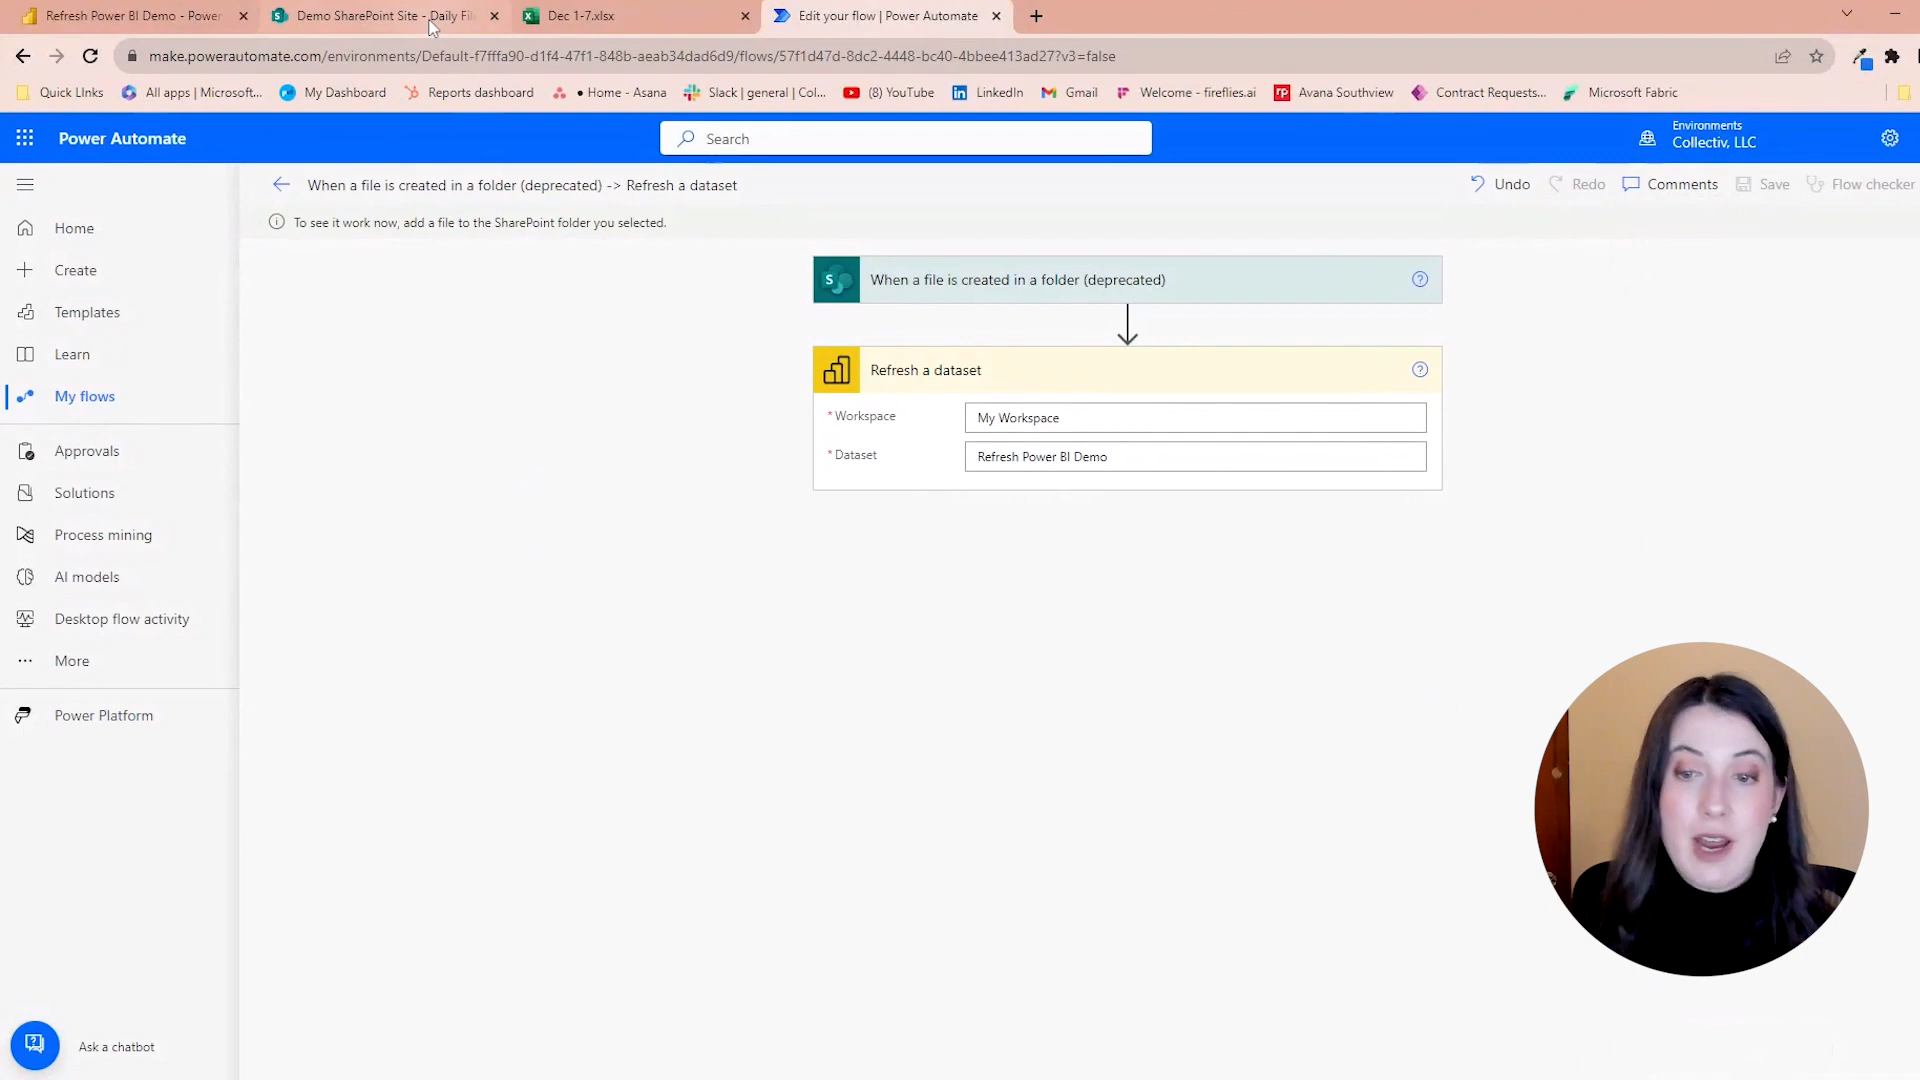 Refresh Power BI Demo - Power
Demo SharePoint Site - Daily Fil
Dec 1-7.xlsx
Edit your flow | Power Automate
make.powerautomate.com/environments/Default-f7fffa90-d1f4-47f1-848b-aeab34dad6d9/flows/57f1d47d-8dc2-4448-bc40-4bbee413ad27?v3=false
Quick LInks
All apps | Microsoft...
My Dashboard
Reports dashboard
• Home - Asana
Slack | general | Col...
(8) YouTube
LinkedIn
Gmail
Welcome - fireflies.ai
Avana Southview
Contract Requests...
Microsoft Fabric
Power Automate
Search
Environments
Collectiv, LLC
When a file is created in a folder (deprecated) -> Refresh a dataset
Undo
Redo
Comments
Save
Flow checker
To see it work now, add a file to the SharePoint folder you selected.
Home
Create
Templates
Learn
My flows
Approvals
Solutions
Process mining
AI models
Desktop flow activity
More
Power Platform
Ask a chatbot
When a file is created in a folder (deprecated)
Refresh a dataset
* Workspace
My Workspace
* Dataset
Refresh Power BI Demo